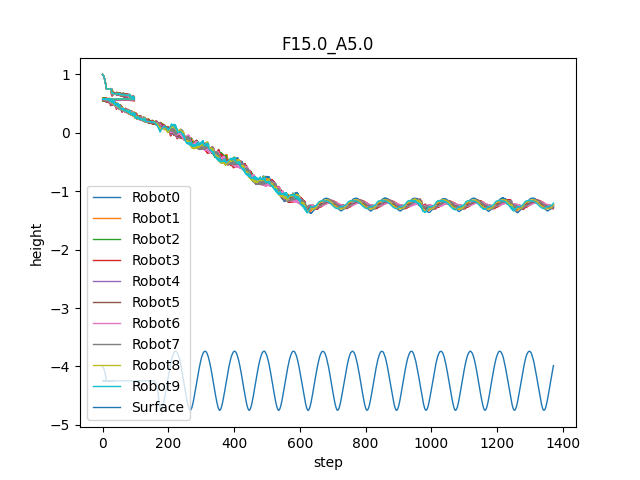 F15.0_A5.0
1
0
−1
−2
−3
−4
−5
height
Robot0
Robot1
Robot2
Robot3
Robot4
Robot5
Robot6
Robot7
Robot8
Robot9
Surface
0 200 400 600 800 1000 1200 1400
step